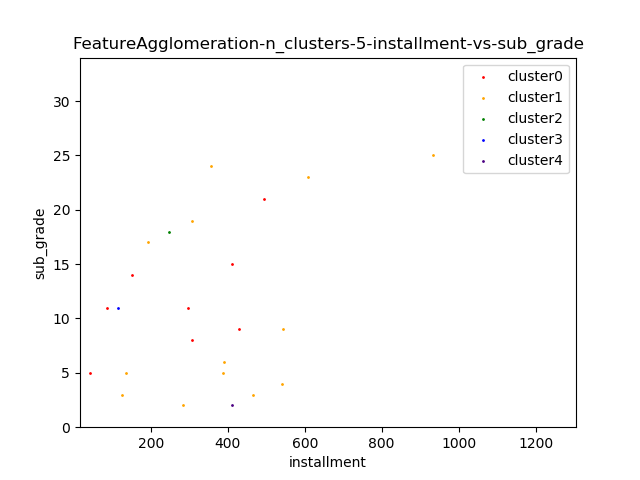 FeatureAgglomeration-n_clusters-5-installment-vs-sub_grade
cluster0
cluster1
cluster2
cluster3
cluster4
30
25
20
15
10
5
0
sub_grade
200 400 600 800 1000 1200
installment